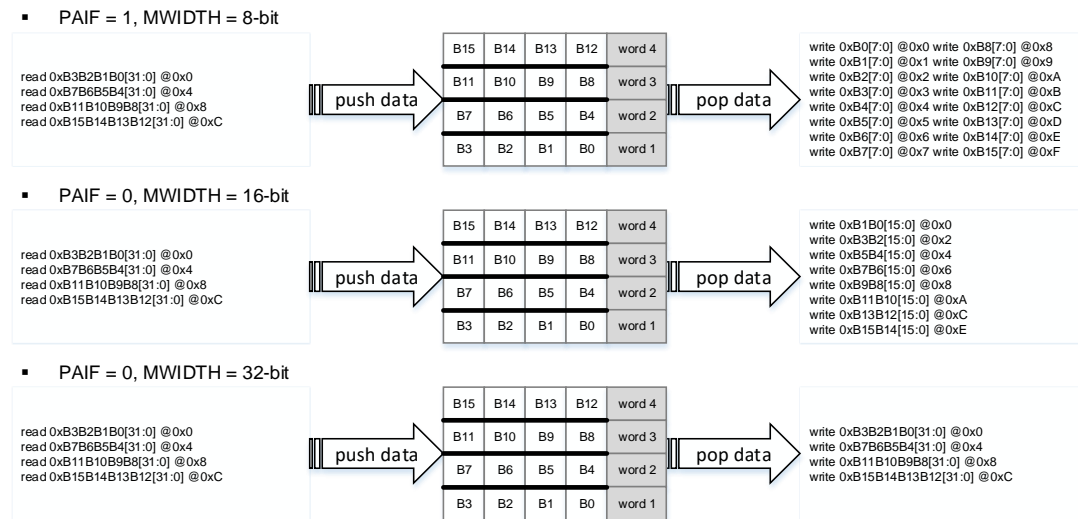 ▪ PAIF = 1, MWIDTH = 8-bit
read 0xB3B2B1B0[31:0] @0x0
read 0xB7B6B5B4[31:0] @0x4
read 0xB11B10B9B8[31:0] @0x8
read 0xB15B14B13B12[31:0] @0xC
push data
B15 B14 B13 B12 word 4
B11 B10 B9 B8 word 3
B7 B6 B5 B4 word 2
B3 B2 B1 B0 word 1
pop data
write 0xB0[7:0] @0x0 write 0xB8[7:0] @0x8
write 0xB1[7:0] @0x1 write 0xB9[7:0] @0x9
write 0xB2[7:0] @0x2 write 0xB10[7:0] @0xA
write 0xB3[7:0] @0x3 write 0xB11[7:0] @0xB
write 0xB4[7:0] @0x4 write 0xB12[7:0] @0xC
write 0xB5[7:0] @0x5 write 0xB13[7:0] @0xD
write 0xB6[7:0] @0x6 write 0xB14[7:0] @0xE
write 0xB7[7:0] @0x7 write 0xB15[7:0] @0xF
▪ PAIF = 0, MWIDTH = 16-bit
read 0xB3B2B1B0[31:0] @0x0
read 0xB7B6B5B4[31:0] @0x4
read 0xB11B10B9B8[31:0] @0x8
read 0xB15B14B13B12[31:0] @0xC
push data
B15 B14 B13 B12 word 4
B11 B10 B9 B8 word 3
B7 B6 B5 B4 word 2
B3 B2 B1 B0 word 1
pop data
write 0xB1B0[15:0] @0x0
write 0xB3B2[15:0] @0x2
write 0xB5B4[15:0] @0x4
write 0xB7B6[15:0] @0x6
write 0xB9B8[15:0] @0x8
write 0xB11B10[15:0] @0xA
write 0xB13B12[15:0] @0xC
write 0xB15B14[15:0] @0xE
▪ PAIF = 0, MWIDTH = 32-bit
read 0xB3B2B1B0[31:0] @0x0
read 0xB7B6B5B4[31:0] @0x4
read 0xB11B10B9B8[31:0] @0x8
read 0xB15B14B13B12[31:0] @0xC
push data
B15 B14 B13 B12 word 4
B11 B10 B9 B8 word 3
B7 B6 B5 B4 word 2
B3 B2 B1 B0 word 1
pop data
write 0xB3B2B1B0[31:0] @0x0
write 0xB7B6B5B4[31:0] @0x4
write 0xB11B10B9B8[31:0] @0x8
write 0xB15B14B13B12[31:0] @0xC